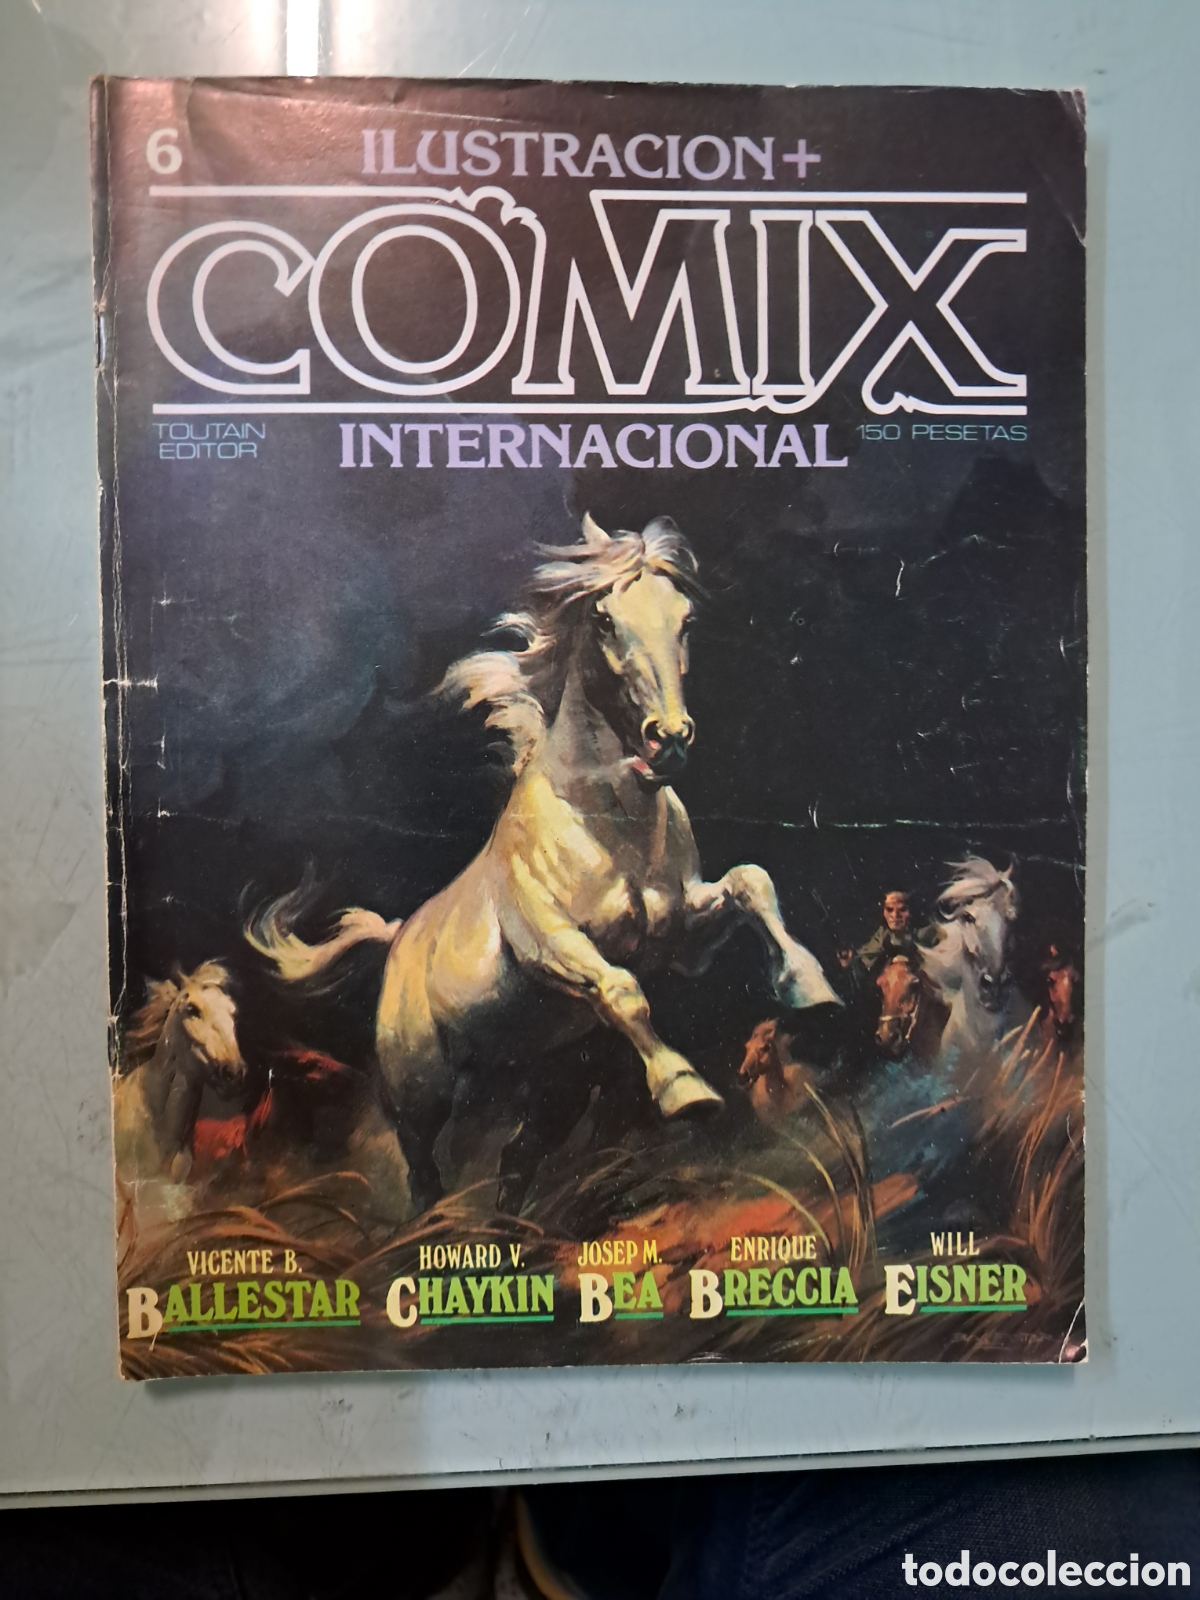 6
ILUSTRACION+
COMIX
TOUTAIN
EDITOR
INTERNACIONAL
150 PESETAS
VICENTE B.
BALLESTAR
HOWARD V.
CHAYKIN
JOSEP M.
BEA
ENRIQUE
BRECCIA
WILL
EISNER
todocoleccion